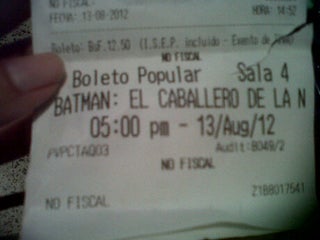 NO FISCAL
FECHA: 13-08-2012 HORA: 14:52
Boleto: BsF.12.50 (I.S.E.P. incluido - Exento de
NO FISCAL
Boleto Popular Sala 4
BATMAN: EL CABALLERO DE LA N
05:00 pm - 13/Aug/12
PVPCTAQ03 Audit:8049/2
NO FISCAL
NO FISCAL 21B8017541